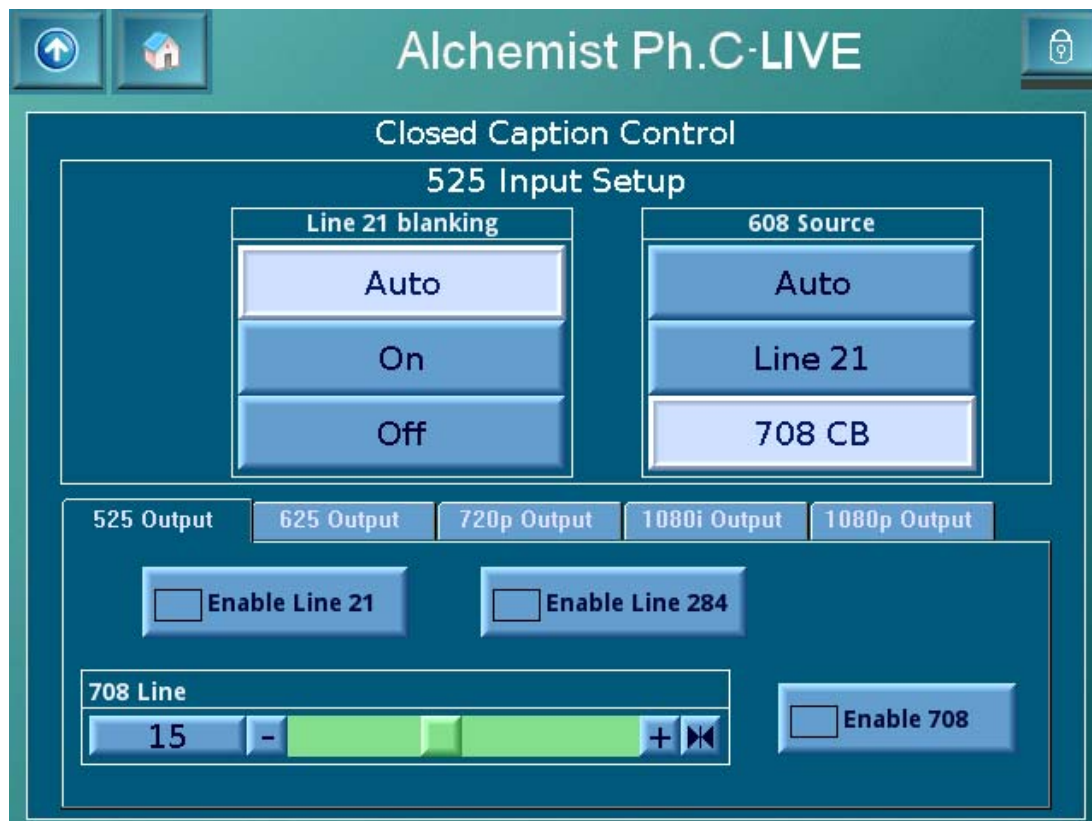 Alchemist Ph.C-LIVE
Closed Caption Control
525 Input Setup
Line 21 blanking
Auto
On
Off
608 Source
Auto
Line 21
708 CB
525 Output
625 Output
720p Output
1080i Output
1080p Output
Enable Line 21
Enable Line 284
708 Line
15
-
+
Enable 708